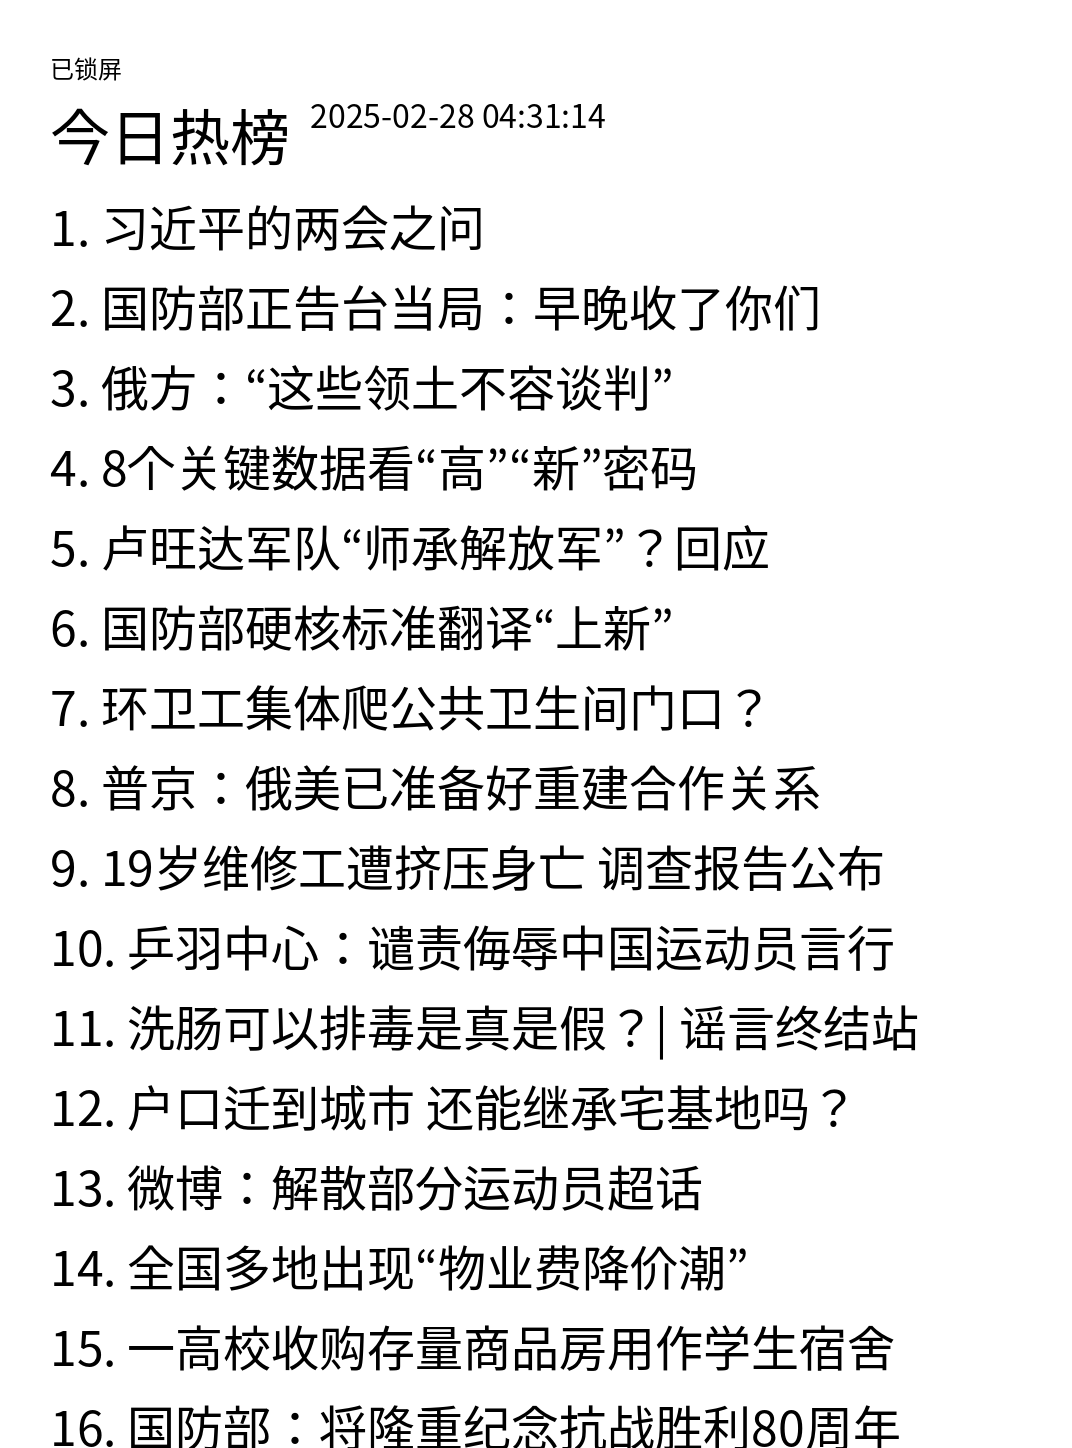 已锁屏
今日热榜 2025-02-28 04:31:14
1. 习近平的两会之问
2. 国防部正告台当局：早晚收了你们
3. 俄方：“这些领土不容谈判”
4. 8个关键数据看“高”“新”密码
5. 卢旺达军队“师承解放军”？回应
6. 国防部硬核标准翻译“上新”
7. 环卫工集体爬公共卫生间门口？
8. 普京：俄美已准备好重建合作关系
9. 19岁维修工遭挤压身亡 调查报告公布
10. 乒羽中心：谴责侮辱中国运动员言行
11. 洗肠可以排毒是真是假？| 谣言终结站
12. 户口迁到城市 还能继承宅基地吗？
13. 微博：解散部分运动员超话
14. 全国多地出现“物业费降价潮”
15. 一高校收购存量商品房用作学生宿舍
16. 国防部：将隆重纪念抗战胜利80周年